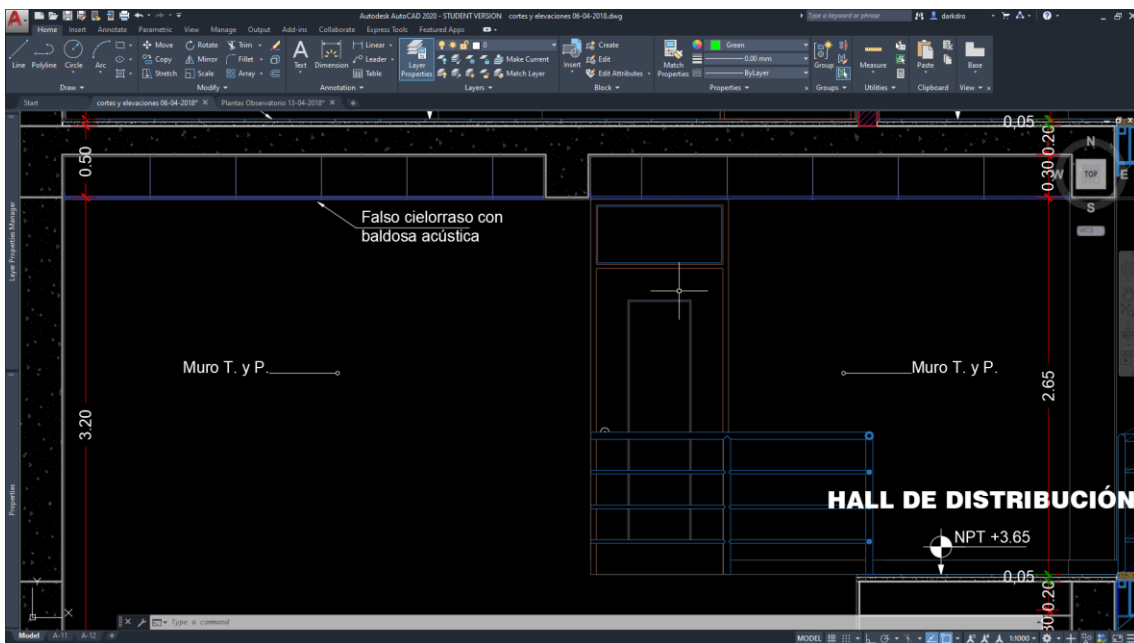 Autodesk AutoCAD 2020 - STUDENT VERSION cortes y elevaciones 06-04-2018.dwg
Type a keyword or phrase
darkdro
Home Insert Annotate Parametric View Manage Output Add-ins Collaborate Express Tools Featured Apps
Line Polyline Circle Arc
Move Rotate Trim
Copy Mirror Fillet
Stretch Scale Array
Text Dimension
Linear
Leader
Table
Layer Properties
0
Make Current
Match Layer
Insert
Create
Edit
Edit Attributes
Match Properties
Green
0.00 mm
ByLayer
Group
Measure
Paste
Base
Draw Modify Annotation Layers Block Properties Groups Utilities Clipboard View
Start cortes y elevaciones 06-04-2018* Plantas Observatorio 13-04-2018*
0,05
0.20
0.50
0.30
N
W TOP E
S
WCS
Layer Properties Manager
Falso cielorraso con
baldosa acústica
Muro T. y P.
Muro T. y P.
2.65
3.20
Properties
HALL DE DISTRIBUCIÓN
NPT +3.65
0,05
0.20
Y
X
Type a command
Model A-11 A-12
MODEL
1:1000